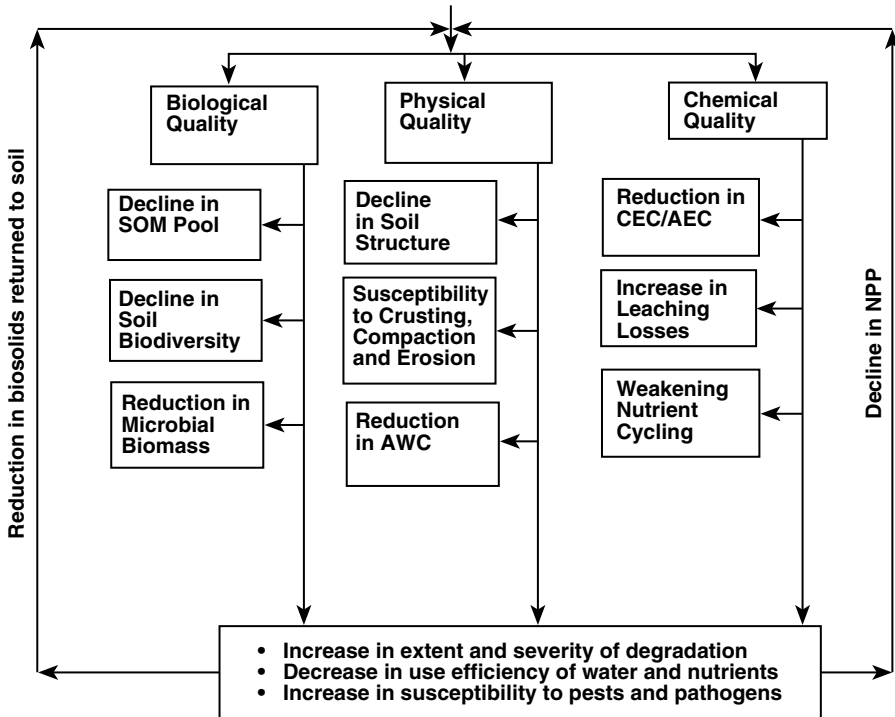 Biological
Quality
Physical
Quality
Chemical
Quality
Decline in
SOM Pool
Decline in
Soil
Biodiversity
Reduction in
Microbial
Biomass
Decline
in Soil
Structure
Susceptibility
to Crusting,
Compaction
and Erosion
Reduction
in AWC
Reduction in
CEC/AEC
Increase in
Leaching
Losses
Weakening
Nutrient
Cycling
Reduction in biosolids returned to soil
Decline in NPP
• Increase in extent and severity of degradation
• Decrease in use efficiency of water and nutrients
• Increase in susceptibility to pests and pathogens